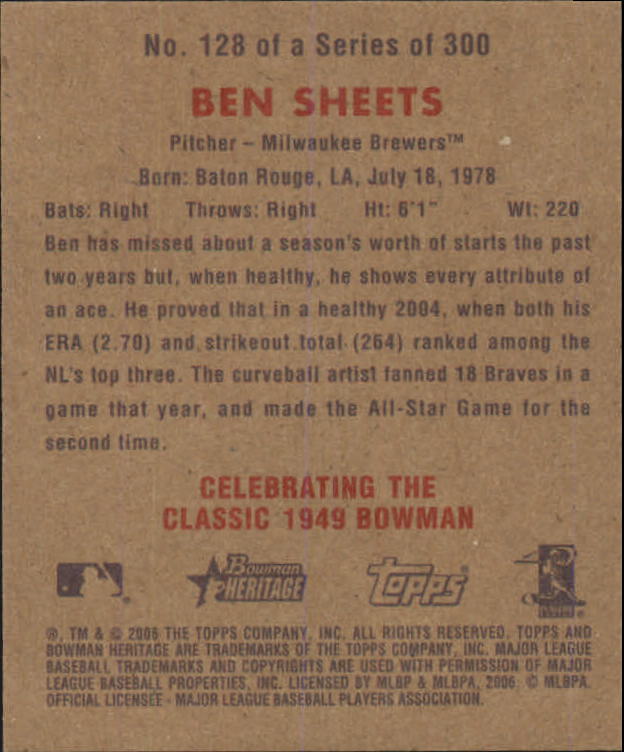 No. 128 of a Series of 300
BEN SHEETS
Pitcher – Milwaukee Brewers™
Born: Baton Rouge, LA, July 18, 1978
Bats: Right Throws: Right Ht: 6'1" Wt: 220
Ben has missed about a season's worth of starts the past
two years but, when healthy, he shows every attribute of
an ace. He proved that in a healthy 2004, when both his
ERA (2.70) and strikeout total (264) ranked among the
NL's top three. The curveball artist fanned 18 Braves in a
game that year, and made the All-Star Game for the
second time.
CELEBRATING THE
CLASSIC 1949 BOWMAN
Bowman
HERITAGE
TOPPS
®, TM & © 2006 THE TOPPS COMPANY, INC. ALL RIGHTS RESERVED. TOPPS AND
BOWMAN HERITAGE ARE TRADEMARKS OF THE TOPPS COMPANY, INC. MAJOR LEAGUE
BASEBALL TRADEMARKS AND COPYRIGHTS ARE USED WITH PERMISSION OF MAJOR
LEAGUE BASEBALL PROPERTIES, INC. LICENSED BY MLBP & MLBPA, 2006. © MLBPA.
OFFICIAL LICENSEE - MAJOR LEAGUE BASEBALL PLAYERS ASSOCIATION.